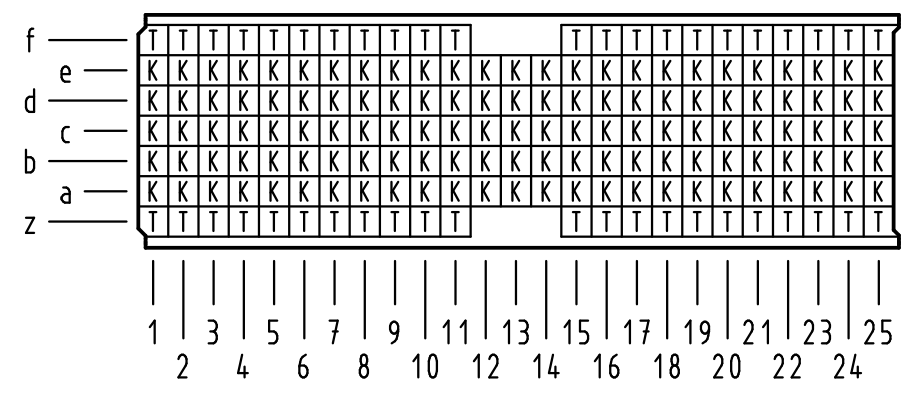 f T T T T T T T T T T T T T T T T T T T T T T
e K K K K K K K K K K K K K K K K K K K K K K K K K
d K K K K K K K K K K K K K K K K K K K K K K K K K
c K K K K K K K K K K K K K K K K K K K K K K K K K
b K K K K K K K K K K K K K K K K K K K K K K K K K
a K K K K K K K K K K K K K K K K K K K K K K K K K
z T T T T T T T T T T T T T T T T T T T T T T
1 3 5 7 9 11 13 15 17 19 21 23 25
2 4 6 8 10 12 14 16 18 20 22 24